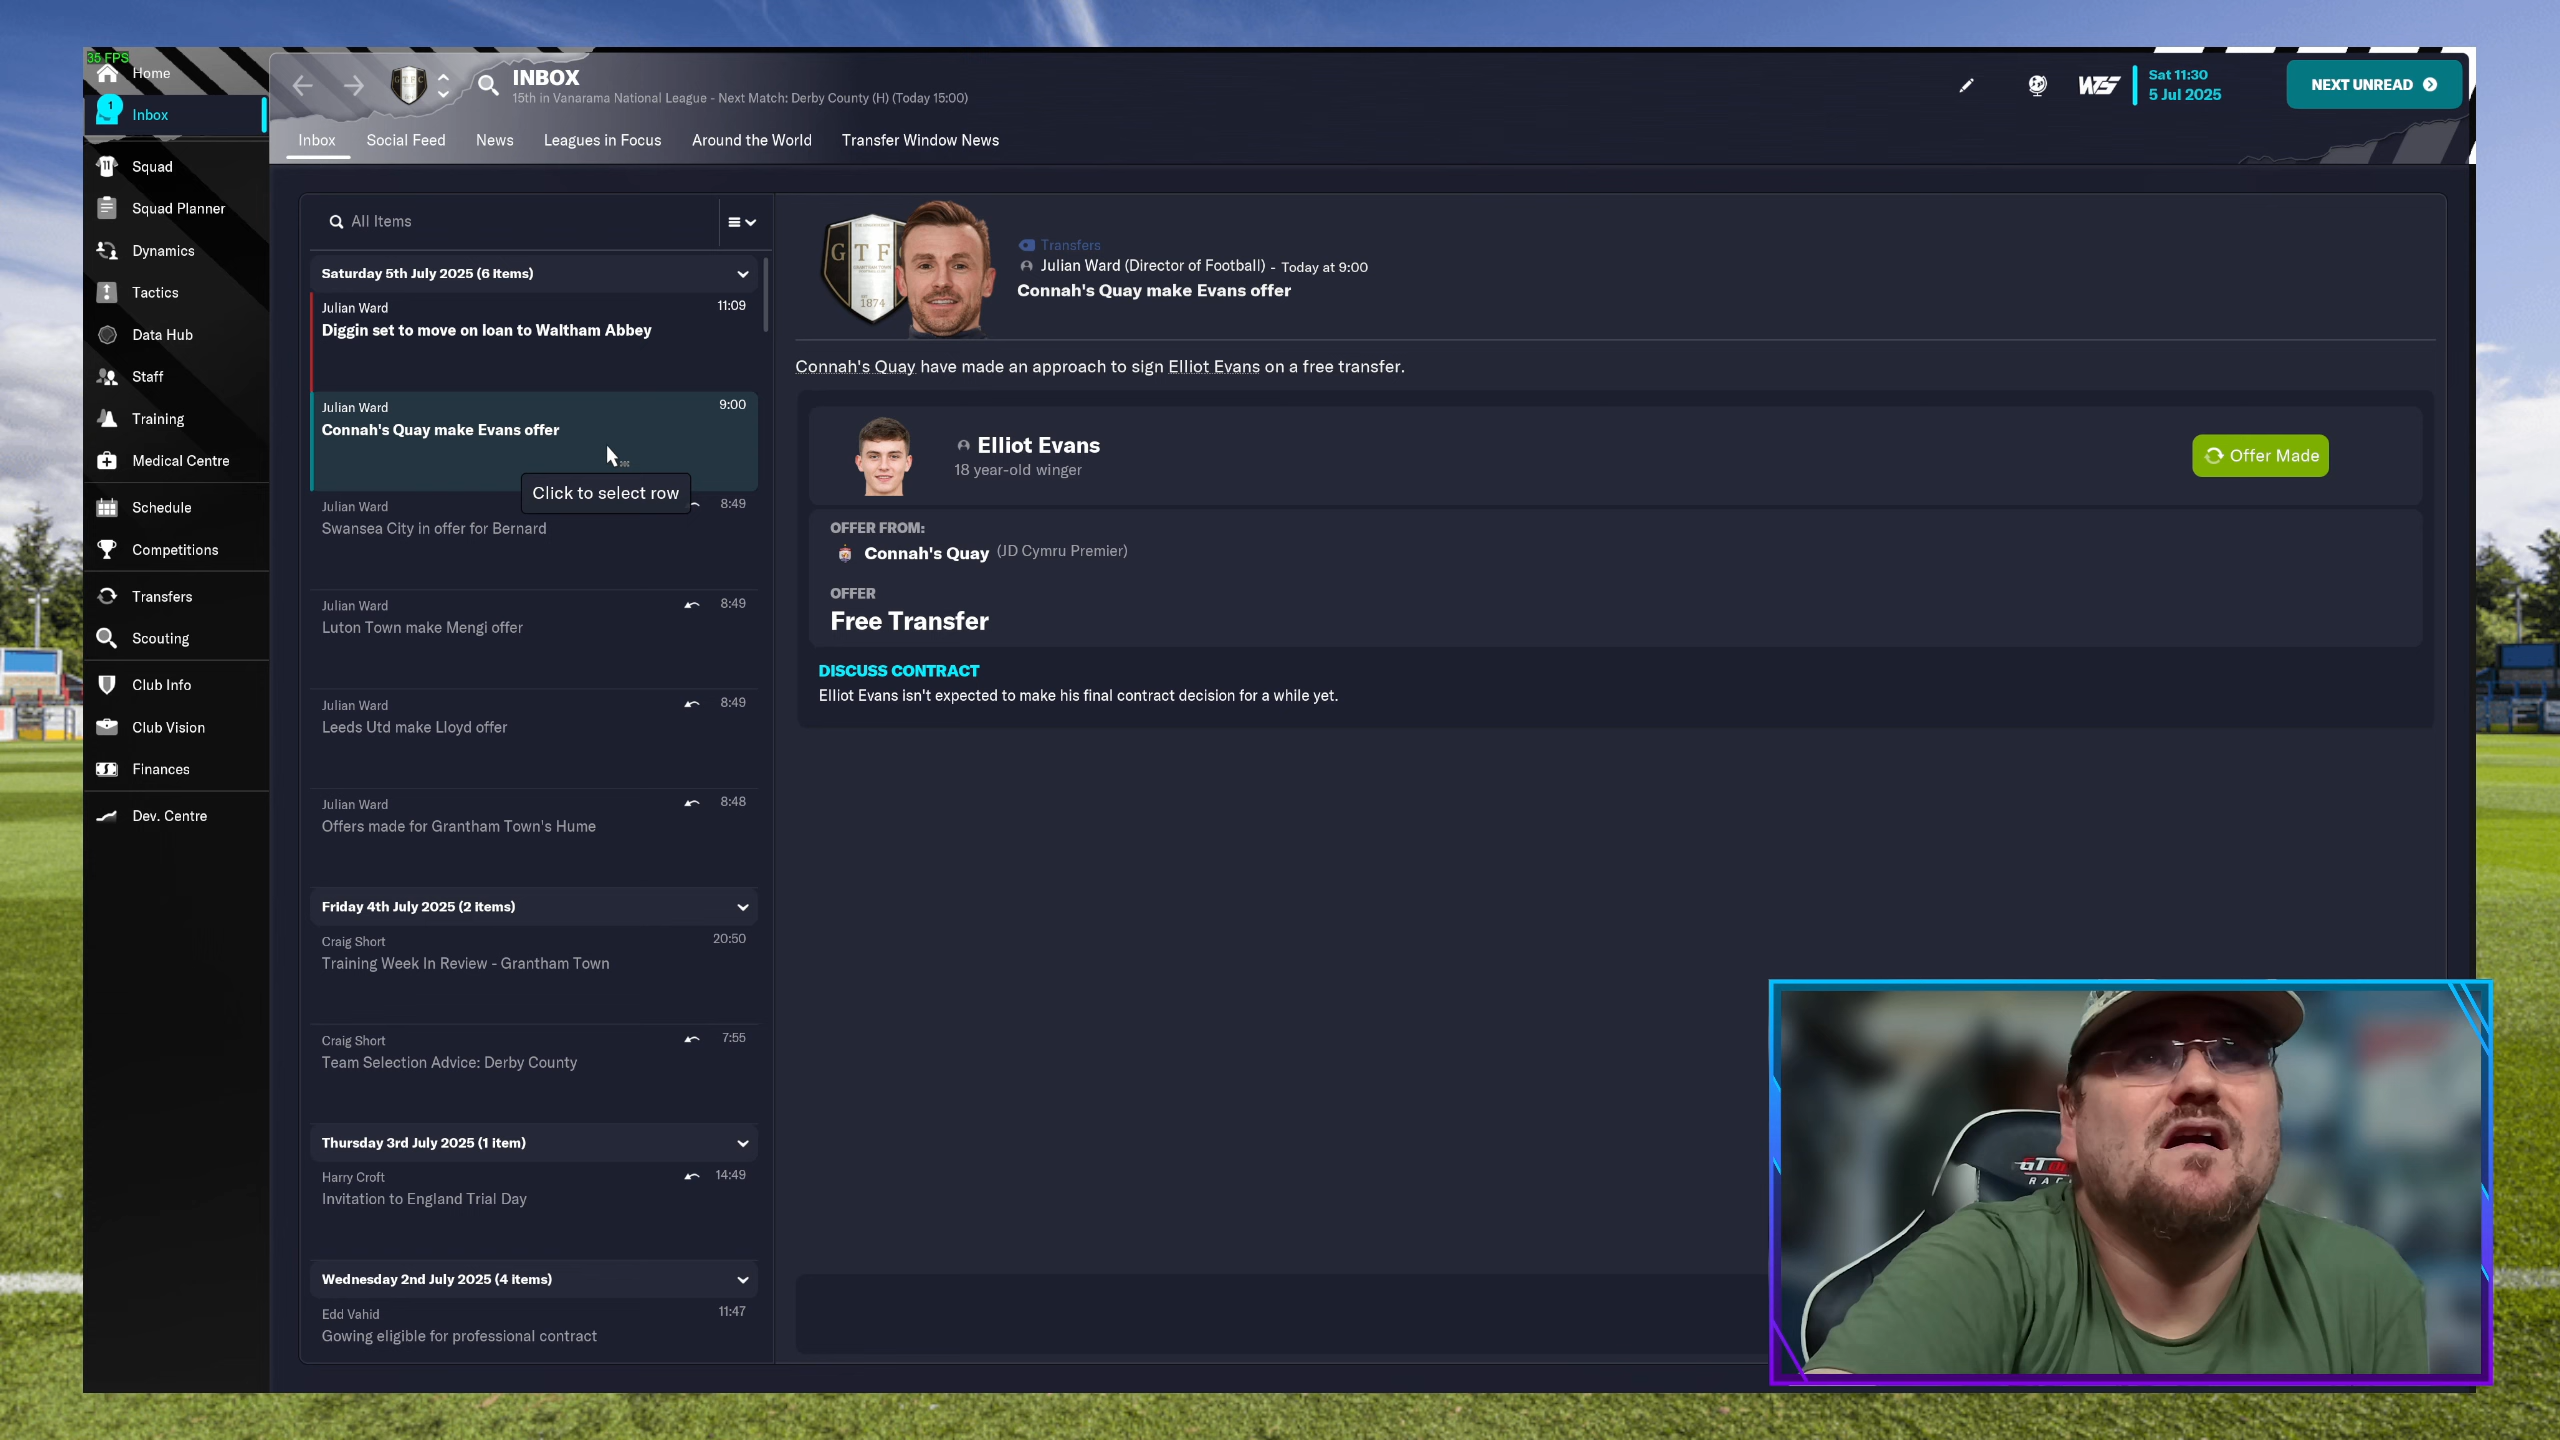 35 FPS
Home
1
Inbox
Squad
Squad Planner
Dynamics
Tactics
Data Hub
Staff
Training
Medical Centre
Schedule
Competitions
Transfers
Scouting
Club Info
Club Vision
Finances
Dev. Centre
INBOX
15th in Vanarama National League - Next Match: Derby County (H) (Today 15:00)
Sat 11:30
5 Jul 2025
NEXT UNREAD
Inbox
Social Feed
News
Leagues in Focus
Around the World
Transfer Window News
All Items
Saturday 5th July 2025 (6 items)
Julian Ward
11:09
Diggin set to move on loan to Waltham Abbey
Julian Ward
9:00
Connah's Quay make Evans offer
Click to select row
Julian Ward
8:49
Swansea City in offer for Bernard
Julian Ward
8:49
Luton Town make Mengi offer
Julian Ward
8:49
Leeds Utd make Lloyd offer
Julian Ward
8:48
Offers made for Grantham Town's Hume
Friday 4th July 2025 (2 items)
Craig Short
20:50
Training Week In Review - Grantham Town
Craig Short
7:55
Team Selection Advice: Derby County
Thursday 3rd July 2025 (1 item)
Harry Croft
14:49
Invitation to England Trial Day
Wednesday 2nd July 2025 (4 items)
Edd Vahid
11:47
Gowing eligible for professional contract
G T F
1874
Transfers
Julian Ward (Director of Football) - Today at 9:00
Connah's Quay make Evans offer
Connah's Quay have made an approach to sign Elliot Evans on a free transfer.
Elliot Evans
18 year-old winger
Offer Made
OFFER FROM:
Connah's Quay (JD Cymru Premier)
OFFER
Free Transfer
DISCUSS CONTRACT
Elliot Evans isn't expected to make his final contract decision for a while yet.